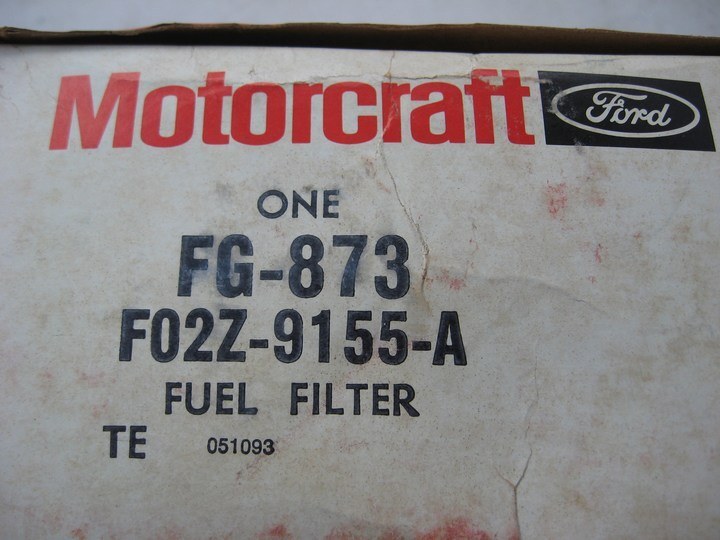 Motorcraft Ford
ONE
FG-873
F02Z-9155-A
FUEL FILTER
TE 051093